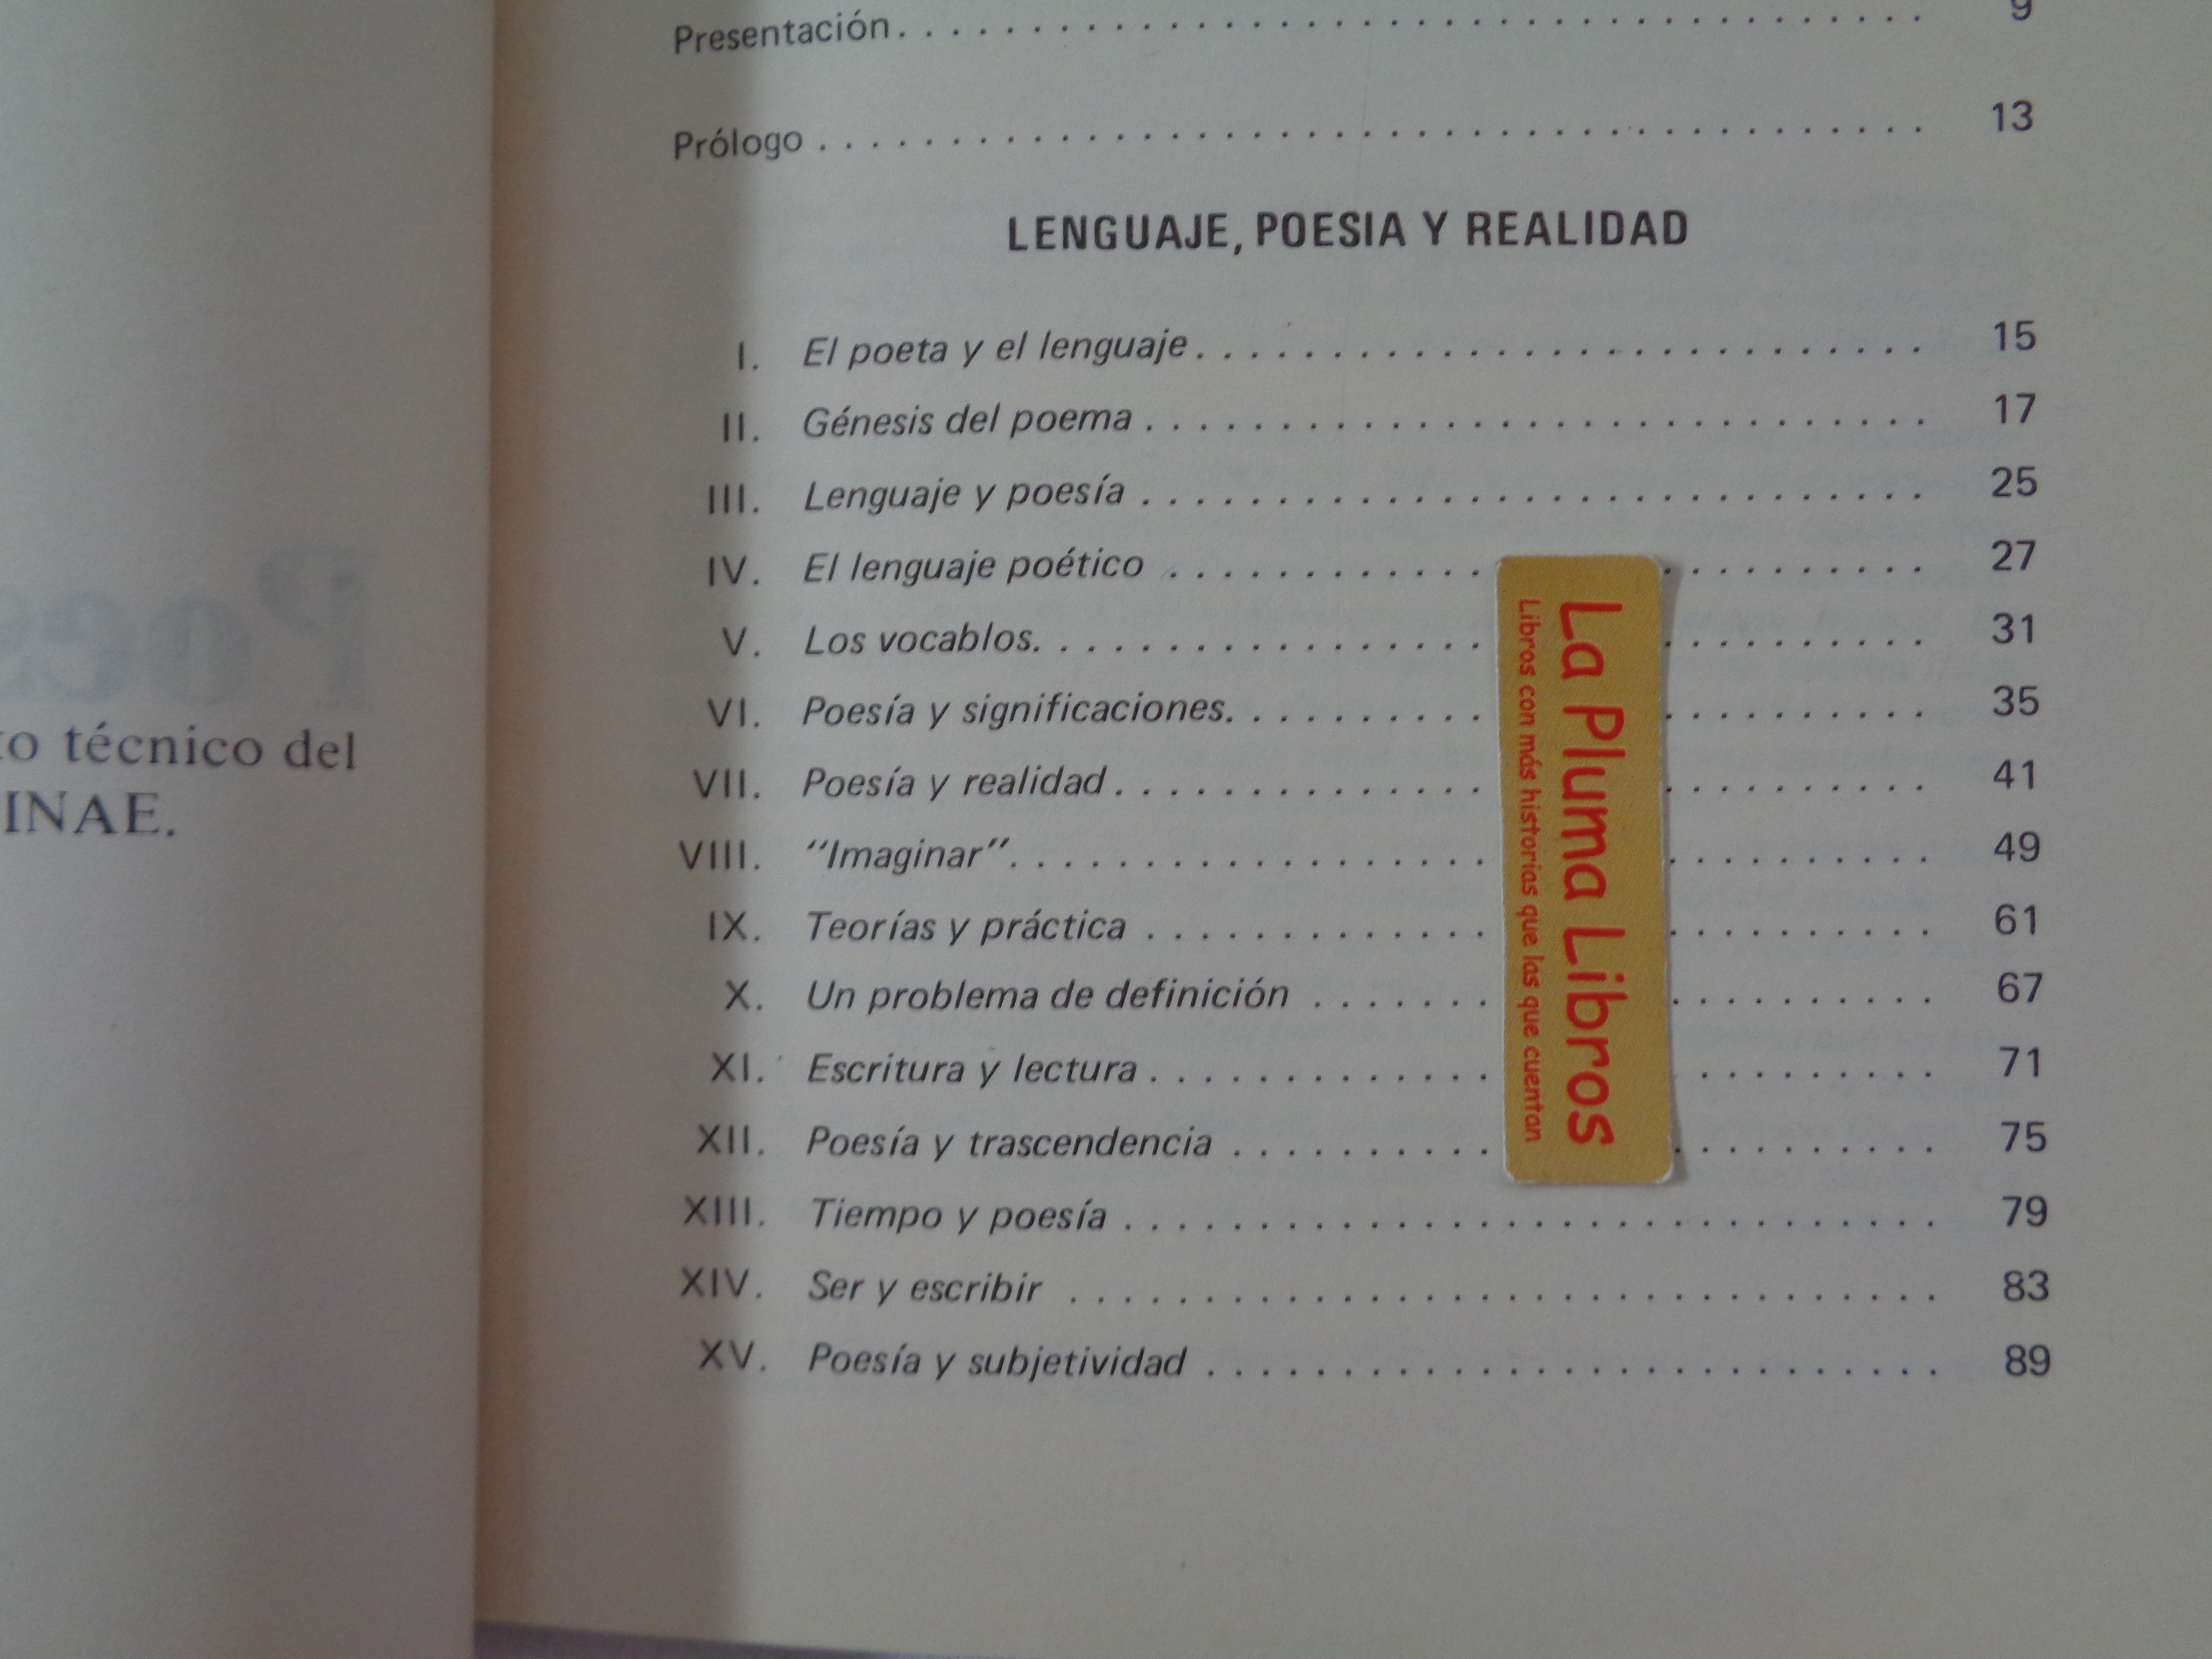 técnico del
INAE.
Presentación. . . . . . . . . . . . . . . . . . . . . . . . . . . . . . . . . . . . . . . 9
Prólogo . . . . . . . . . . . . . . . . . . . . . . . . . . . . . . . . . . . . . . . . . . 13
LENGUAJE, POESIA Y REALIDAD
I. El poeta y el lenguaje. . . . . . . . . . . . . . . . . . . . . . . . . . . . 15
II. Génesis del poema . . . . . . . . . . . . . . . . . . . . . . . . . . . . . . 17
III. Lenguaje y poesía . . . . . . . . . . . . . . . . . . . . . . . . . . . . . . 25
IV. El lenguaje poético . . . . . . . . . . . . . . . . . . . . . . 27
V. Los vocablos. . . . . . . . . . . . . . . . . . . . . . . . . . . 31
VI. Poesía y significaciones. . . . . . . . . . . . . . . . . . . . 35
VII. Poesía y realidad. . . . . . . . . . . . . . . . . . . . . . . . 41
VIII. "Imaginar". . . . . . . . . . . . . . . . . . . . . . . . . . . . 49
IX. Teorías y práctica . . . . . . . . . . . . . . . . . . . . . . . 61
X. Un problema de definición . . . . . . . . . . . . . . . . . 67
XI. Escritura y lectura . . . . . . . . . . . . . . . . . . . . . . 71
XII. Poesía y trascendencia . . . . . . . . . . . . . . . . . . . . 75
XIII. Tiempo y poesía . . . . . . . . . . . . . . . . . . . . . . . . . . . . . . . 79
XIV. Ser y escribir . . . . . . . . . . . . . . . . . . . . . . . . . . . . . . . . . 83
XV. Poesía y subjetividad . . . . . . . . . . . . . . . . . . . . . . . . . . . . 89
La Pluma Libros
Libros con más historias que las que cuentan